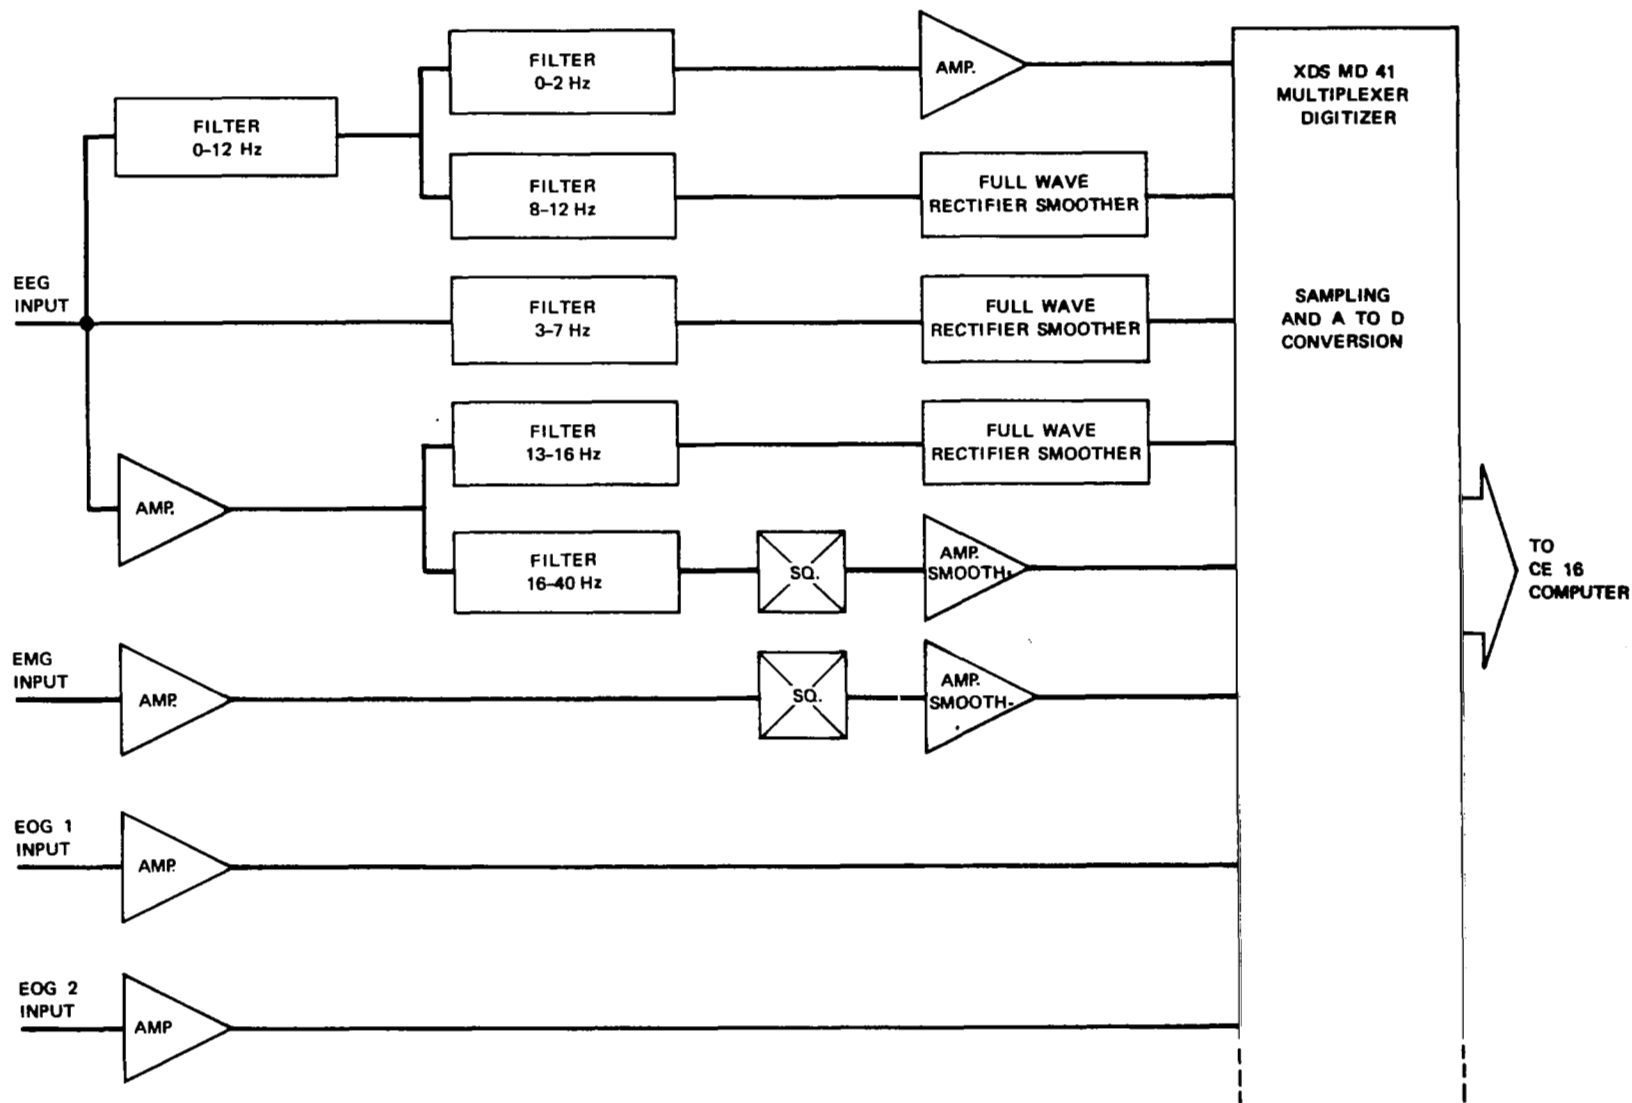 FILTER
0–2 Hz
AMP.
XDS MD 41
MULTIPLEXER
DIGITIZER
FILTER
0–12 Hz
FILTER
8–12 Hz
FULL WAVE
RECTIFIER SMOOTHER
EEG
INPUT
FILTER
3–7 Hz
FULL WAVE
RECTIFIER SMOOTHER
SAMPLING
AND A TO D
CONVERSION
FILTER
13–16 Hz
FULL WAVE
RECTIFIER SMOOTHER
AMP.
FILTER
16–40 Hz
SQ.
AMP.
SMOOTH.
TO
CE 16
COMPUTER
EMG
INPUT
AMP.
SQ.
AMP.
SMOOTH.
EOG 1
INPUT
AMP.
EOG 2
INPUT
AMP